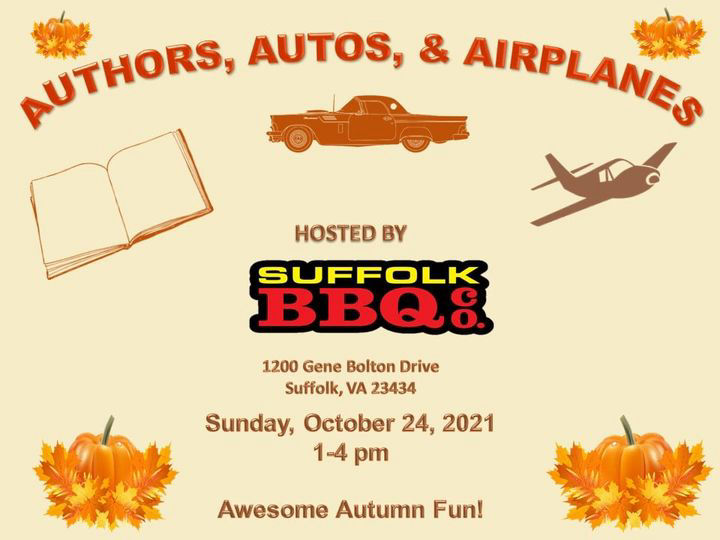 AUTHORS, AUTOS, & AIRPLANES
HOSTED BY
SUFFOLK
BBQ CO.
1200 Gene Bolton Drive
Suffolk, VA 23434
Sunday, October 24, 2021
1-4 pm
Awesome Autumn Fun!